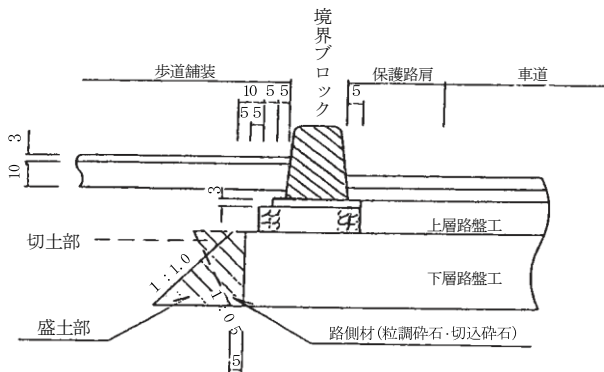 境界ブロック
歩道舗装
保護路肩
車道
10 5 5
5
5 5
3
10
3
上層路盤工
切土部
1:1.0
下層路盤工
1:0.5
盛土部
路側材(粒調砕石・切込砕石)
5